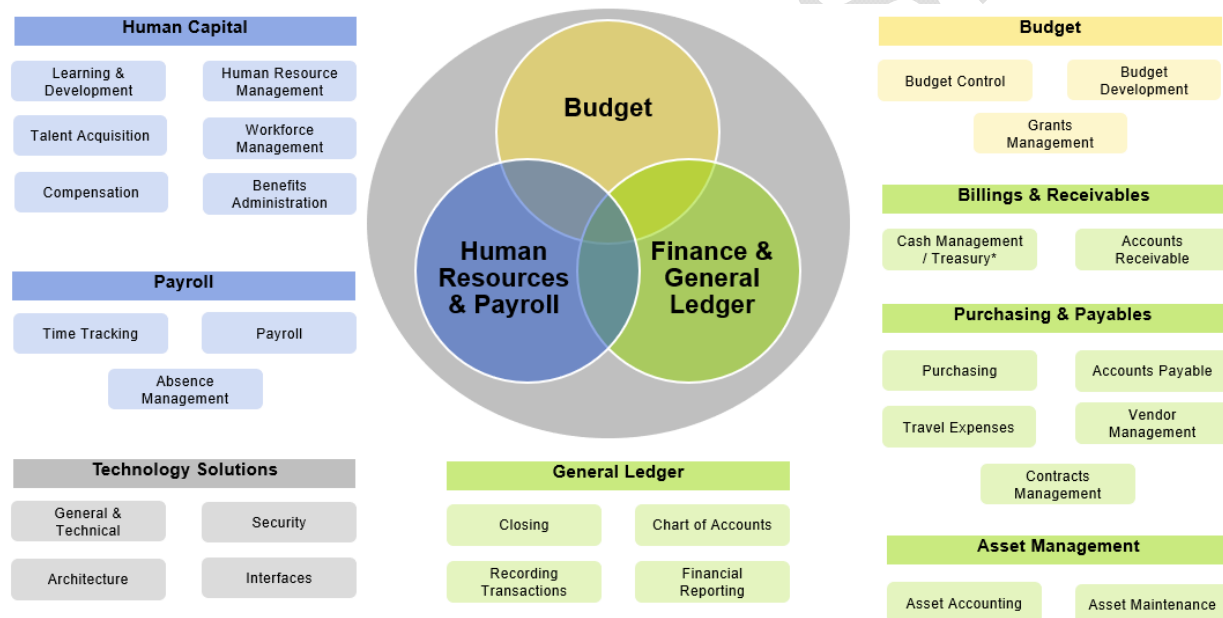 Human Capital
Learning &
Development
Human Resource
Management
Talent Acquisition
Workforce
Management
Compensation
Benefits
Administration
Payroll
Time Tracking
Payroll
Absence
Management
Technology Solutions
General &
Technical
Security
Architecture
Interfaces
Budget
Human
Resources
& Payroll
Finance &
General
Ledger
General Ledger
Closing
Chart of Accounts
Recording
Transactions
Financial
Reporting
Budget
Budget Control
Budget
Development
Grants
Management
Billings & Receivables
Cash Management
/ Treasury*
Accounts
Receivable
Purchasing & Payables
Purchasing
Accounts Payable
Travel Expenses
Vendor
Management
Contracts
Management
Asset Management
Asset Accounting
Asset Maintenance